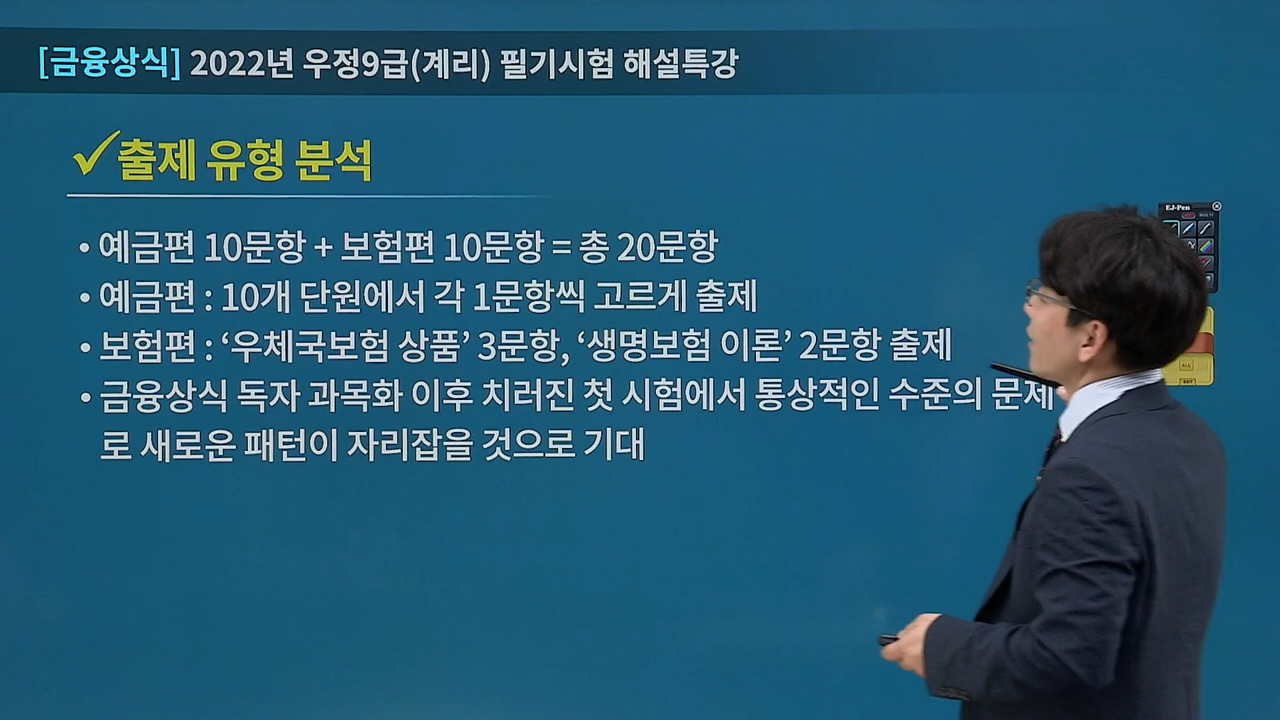 [금융상식] 2022년 우정9급(계리) 필기시험 해설특강
✓출제 유형 분석
• 예금편 10문항 + 보험편 10문항 = 총 20문항
• 예금편 : 10개 단원에서 각 1문항씩 고르게 출제
• 보험편 : ‘우체국보험 상품’ 3문항, ‘생명보험 이론’ 2문항 출제
• 금융상식 독자 과목화 이후 치러진 첫 시험에서 통상적인 수준의 문제
로 새로운 패턴이 자리잡을 것으로 기대
EJ-Pen
ALL
EXIT